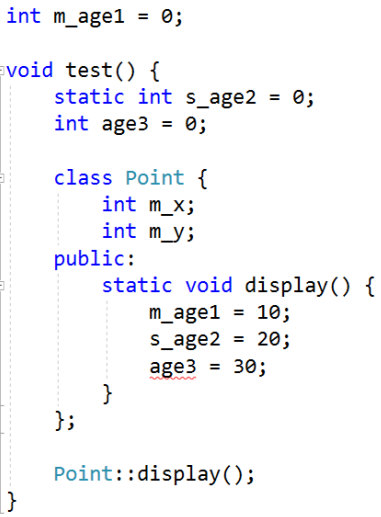 int m_age1 = 0;
void test() {
    static int s_age2 = 0;
    int age3 = 0;
    class Point {
        int m_x;
        int m_y;
    public:
        static void display() {
            m_age1 = 10;
            s_age2 = 20;
            age3 = 30;
        }
    };
    Point::display();
}